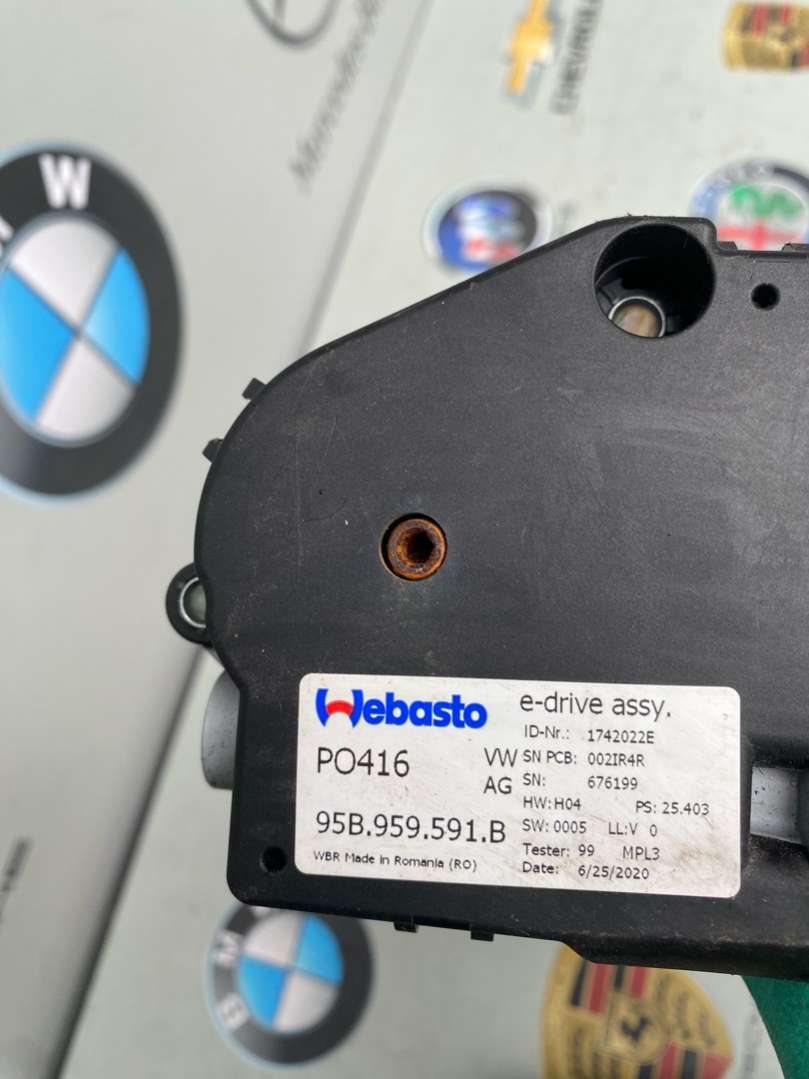 Mercedes
CHEVROLET
W
Webasto
e-drive assy.
ID-Nr.: 1742022E
PO416
VW
AG
SN PCB: 002IR4R
SN: 676199
HW: H04 PS: 25.403
95B.959.591.B
SW: 0005 LL:V 0
WBR Made in Romania (RO)
Tester: 99 MPL3
Date: 6/25/2020
B M